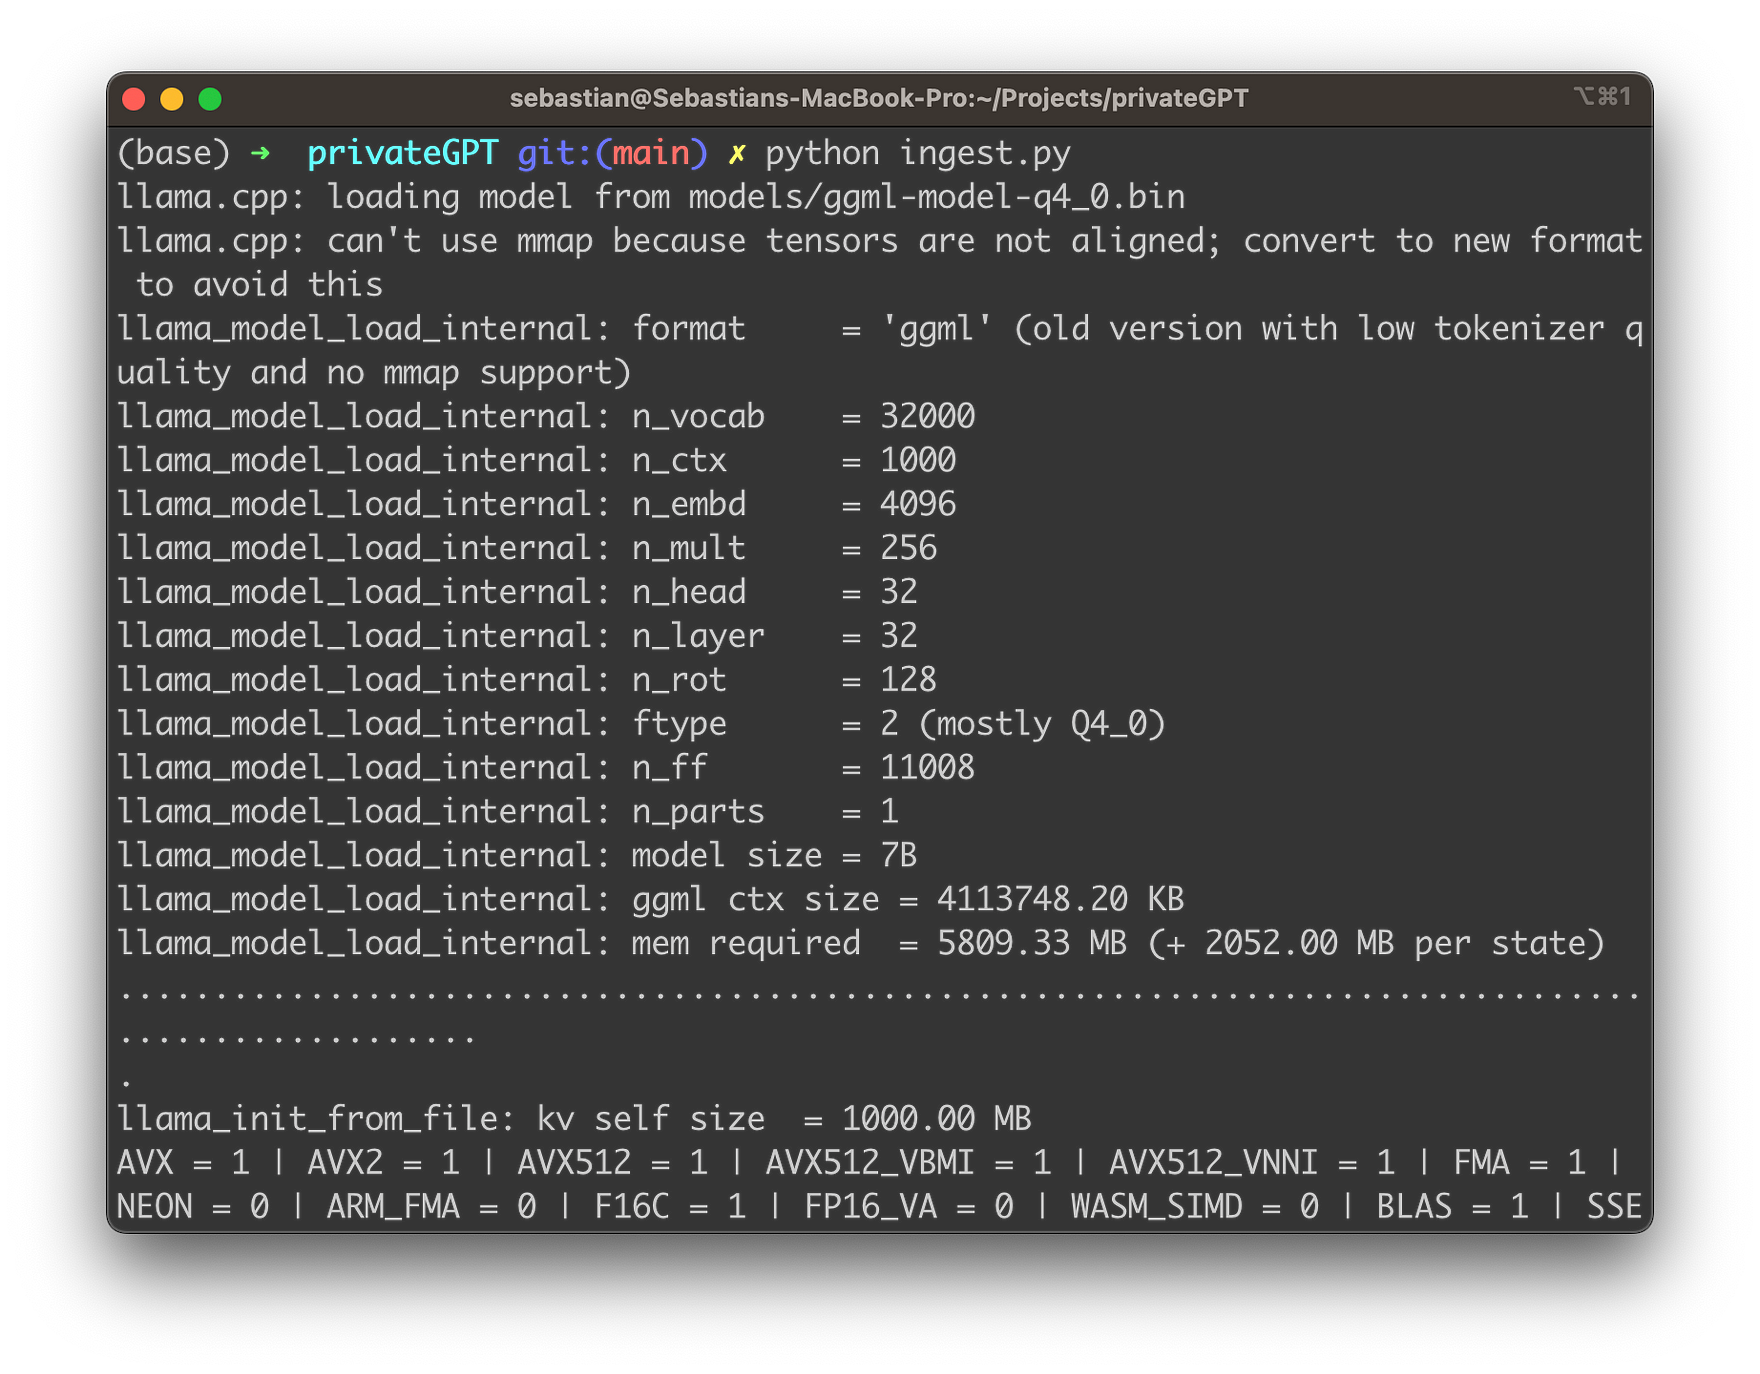 sebastian@Sebastians-MacBook-Pro:~/Projects/privateGPT ⌥⌘1
(base) ➜  privateGPT git:(main) ✗ python ingest.py
llama.cpp: loading model from models/ggml-model-q4_0.bin
llama.cpp: can't use mmap because tensors are not aligned; convert to new format
 to avoid this
llama_model_load_internal: format     = 'ggml' (old version with low tokenizer q
uality and no mmap support)
llama_model_load_internal: n_vocab    = 32000
llama_model_load_internal: n_ctx      = 1000
llama_model_load_internal: n_embd     = 4096
llama_model_load_internal: n_mult     = 256
llama_model_load_internal: n_head     = 32
llama_model_load_internal: n_layer    = 32
llama_model_load_internal: n_rot      = 128
llama_model_load_internal: ftype      = 2 (mostly Q4_0)
llama_model_load_internal: n_ff       = 11008
llama_model_load_internal: n_parts    = 1
llama_model_load_internal: model size = 7B
llama_model_load_internal: ggml ctx size = 4113748.20 KB
llama_model_load_internal: mem required  = 5809.33 MB (+ 2052.00 MB per state)
................................................................................
...................
.
llama_init_from_file: kv self size  = 1000.00 MB
AVX = 1 | AVX2 = 1 | AVX512 = 1 | AVX512_VBMI = 1 | AVX512_VNNI = 1 | FMA = 1 |
NEON = 0 | ARM_FMA = 0 | F16C = 1 | FP16_VA = 0 | WASM_SIMD = 0 | BLAS = 1 | SSE